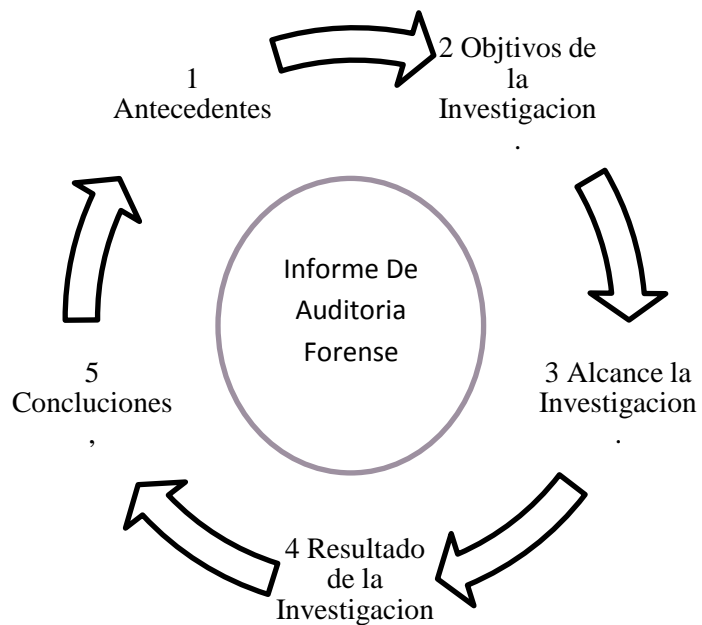 1
Antecedentes
2 Objtivos de
la
Investigacion
.
3 Alcance la
Investigacion
.
4 Resultado
de la
Investigacion
5
Concluciones
,
Informe De
Auditoria
Forense